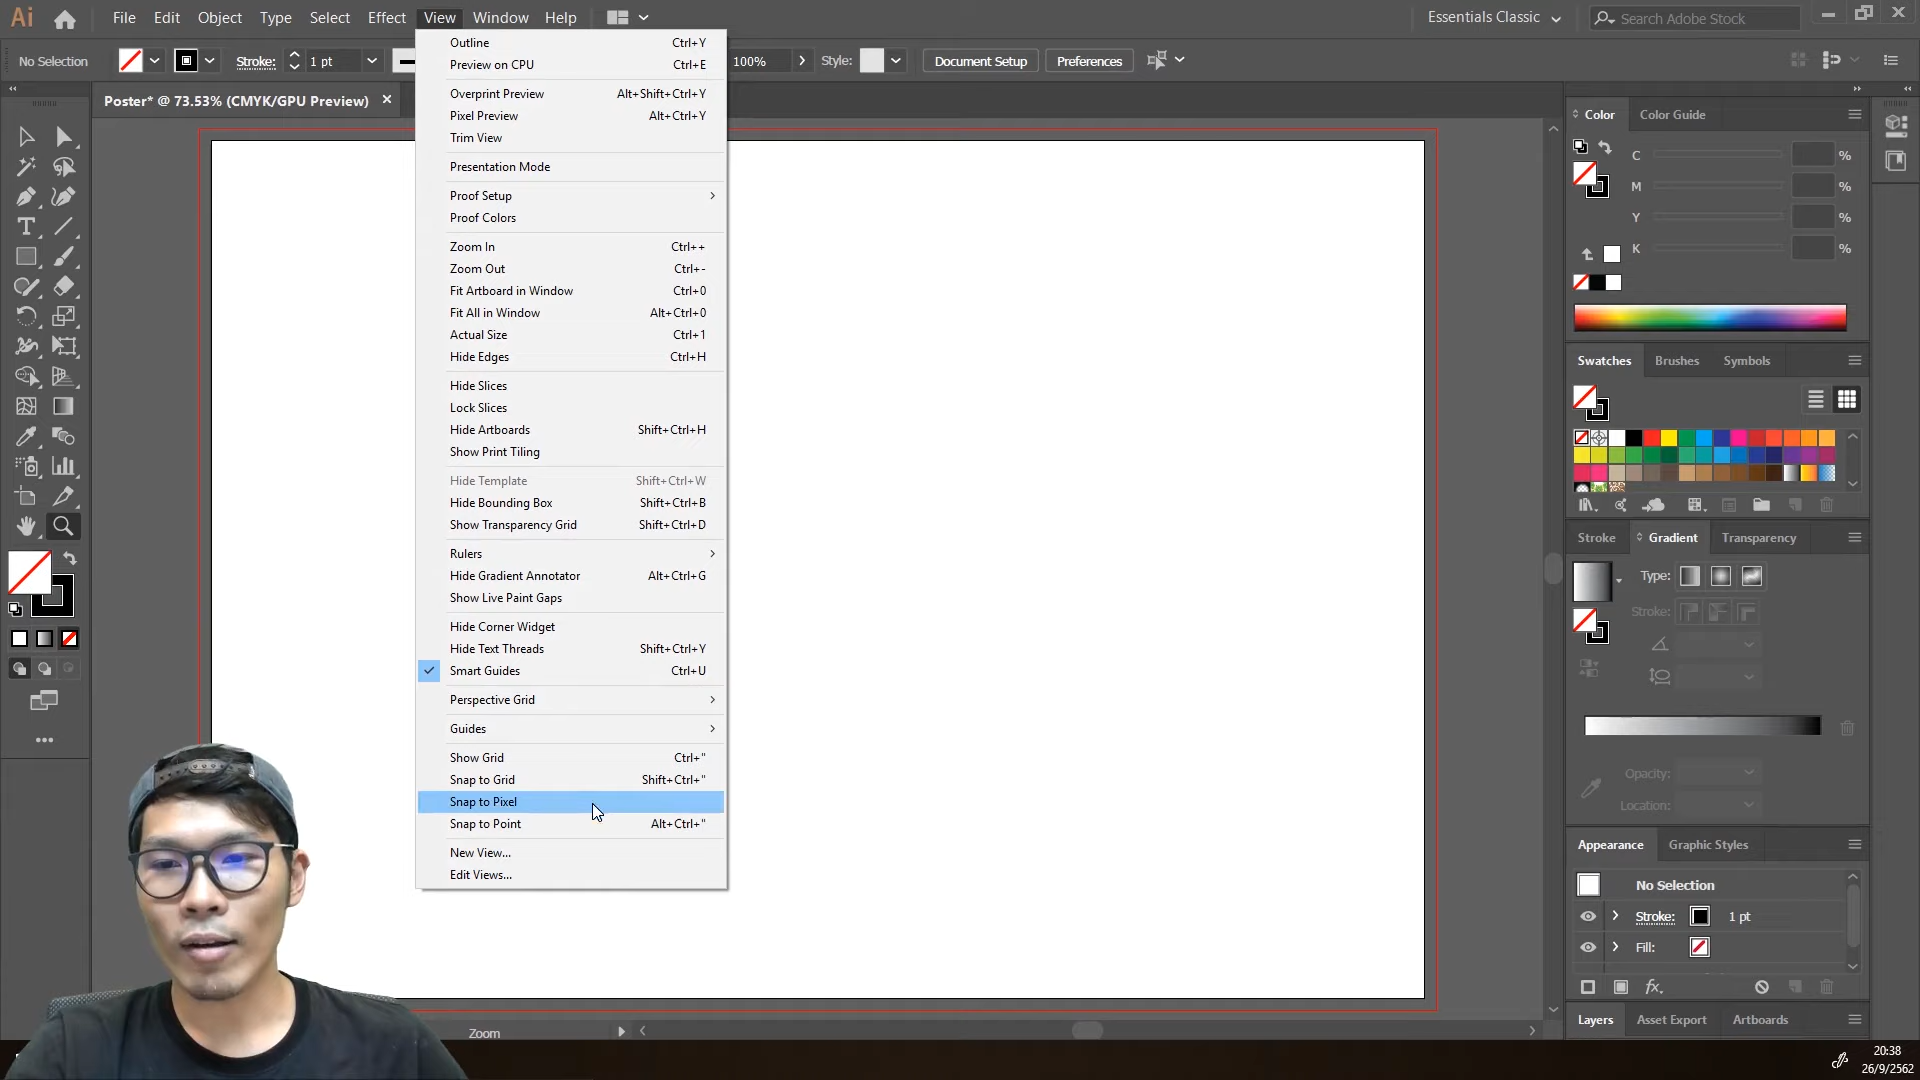 Ai File Edit Object Type Select Effect View Window Help Essentials Classic Search Adobe Stock
No Selection Stroke: 1 pt 100% Style: Document Setup Preferences
Poster* @ 73.53% (CMYK/GPU Preview)
Outline Ctrl+Y
Preview on CPU Ctrl+E
Overprint Preview Alt+Shift+Ctrl+Y
Pixel Preview Alt+Ctrl+Y
Trim View
Presentation Mode
Proof Setup
Proof Colors
Zoom In Ctrl++
Zoom Out Ctrl+-
Fit Artboard in Window Ctrl+0
Fit All in Window Alt+Ctrl+0
Actual Size Ctrl+1
Hide Edges Ctrl+H
Hide Slices
Lock Slices
Hide Artboards Shift+Ctrl+H
Show Print Tiling
Hide Template Shift+Ctrl+W
Hide Bounding Box Shift+Ctrl+B
Show Transparency Grid Shift+Ctrl+D
Rulers
Hide Gradient Annotator Alt+Ctrl+G
Show Live Paint Gaps
Hide Corner Widget
Hide Text Threads Shift+Ctrl+Y
Smart Guides Ctrl+U
Perspective Grid
Guides
Show Grid Ctrl+"
Snap to Grid Shift+Ctrl+"
Snap to Pixel
Snap to Point Alt+Ctrl+"
New View...
Edit Views...
Zoom
Color Color Guide
C %
M %
Y %
K %
Swatches Brushes Symbols
Stroke Gradient Transparency
Type:
Stroke:
Opacity:
Location:
Appearance Graphic Styles
No Selection
Stroke: 1 pt
Fill:
fx
Layers Asset Export Artboards
20:38
26/9/2562